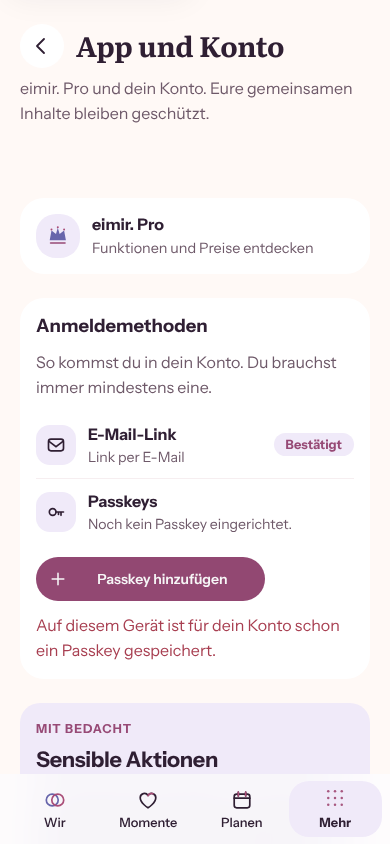 App und Konto
eimir. Pro und dein Konto. Eure gemeinsamen
Inhalte bleiben geschützt.
eimir. Pro
Funktionen und Preise entdecken
Anmeldemethoden
So kommst du in dein Konto. Du brauchst
immer mindestens eine.
E-Mail-Link
Link per E-Mail
Bestätigt
Passkeys
Noch kein Passkey eingerichtet.
Passkey hinzufügen
Auf diesem Gerät ist für dein Konto schon
ein Passkey gespeichert.
MIT BEDACHT
Sensible Aktionen
Wir
Momente
Planen
Mehr